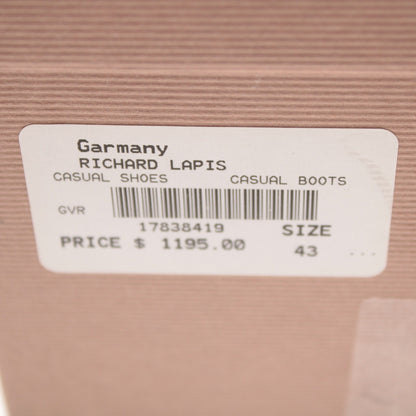 Garmany
RICHARD LAPIS
CASUAL SHOES CASUAL BOOTS
GVR
17838419 SIZE
PRICE $ 1195.00 43 ...